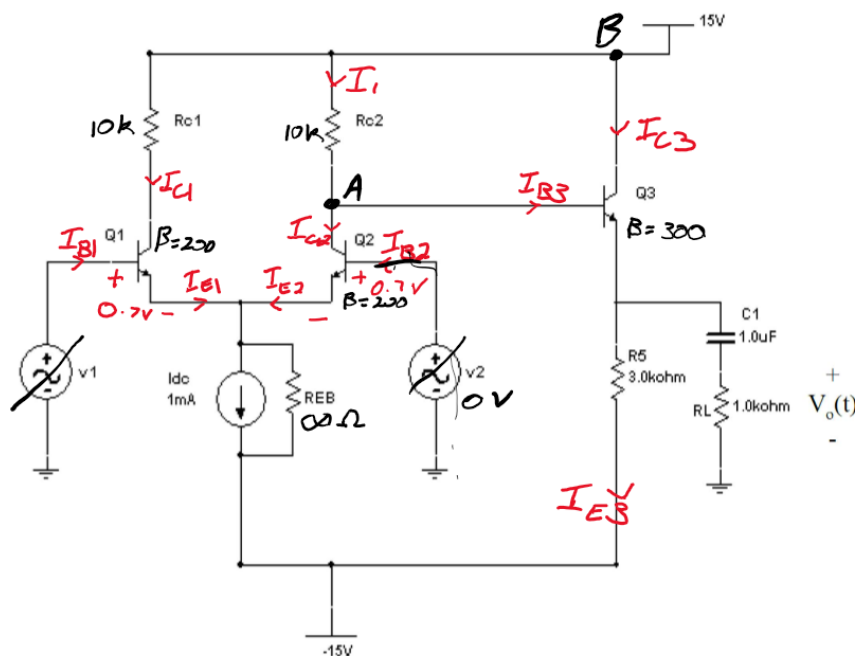 B
15V
I1
10k
Rc1
10k
Rc2
IC3
IC1
A
IB3
Q3
IB1
Q1
β=200
IC2
Q2
IB2
β=300
+
0.7V
-
IE1
IE2
+
0.7V
-
β=200
C1
1.0uF
v1
Idc
1mA
REB
∞Ω
v2
0V
R5
3.0kohm
RL
1.0kohm
+
Vo(t)
-
IE3
-15V